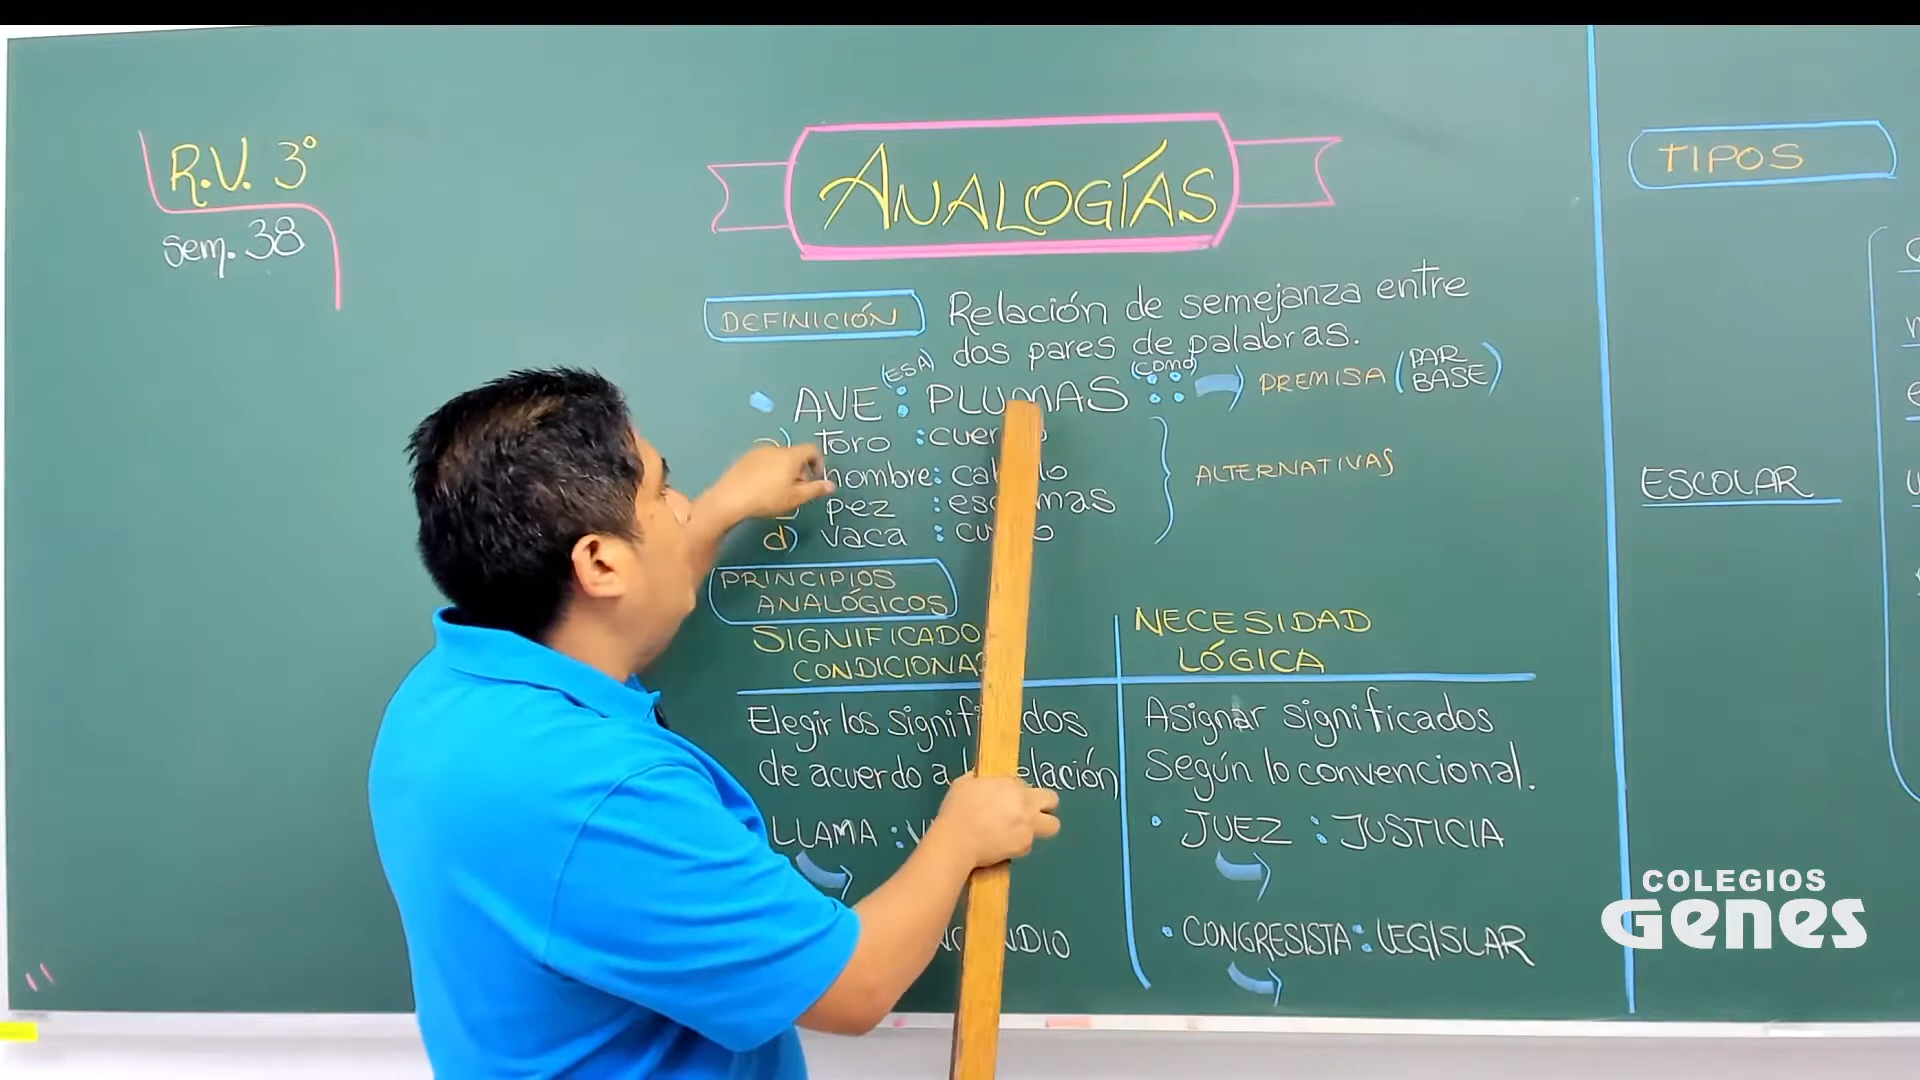 R.V. 3°
sem. 38
ANALOGÍAS
DEFINICIÓN
Relación de semejanza entre
dos pares de palabras.
(ESA)
(COMO)
AVE : PLUMAS ::
PREMISA (PAR BASE)
toro :
hombre:
pez :
d) vaca :
ALTERNATIVAS
PRINCIPIOS
ANALÓGICOS
SIGNIFICADO
NECESIDAD
LÓGICA
Elegir los
de acuerdo a
Asignar significados
Según lo convencional.
LLAMA :
• JUEZ : JUSTICIA
• CONGRESISTA : LEGISLAR
TIPOS
ESCOLAR
COLEGIOS
GENES